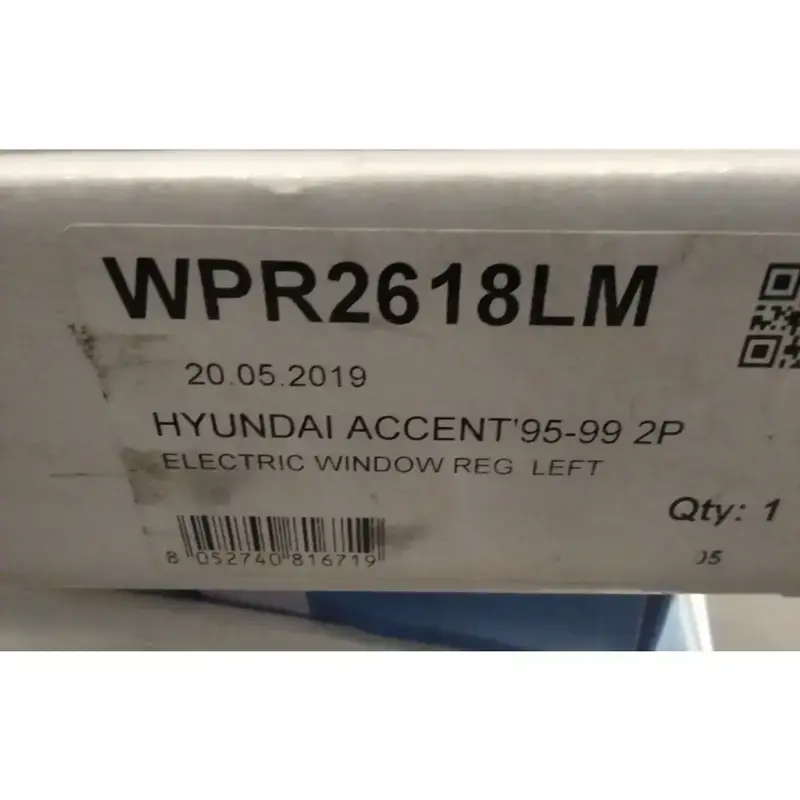 WPR2618LM
20.05.2019
HYUNDAI ACCENT'95-99 2P
ELECTRIC WINDOW REG LEFT
Qty: 1
8 052740 816719